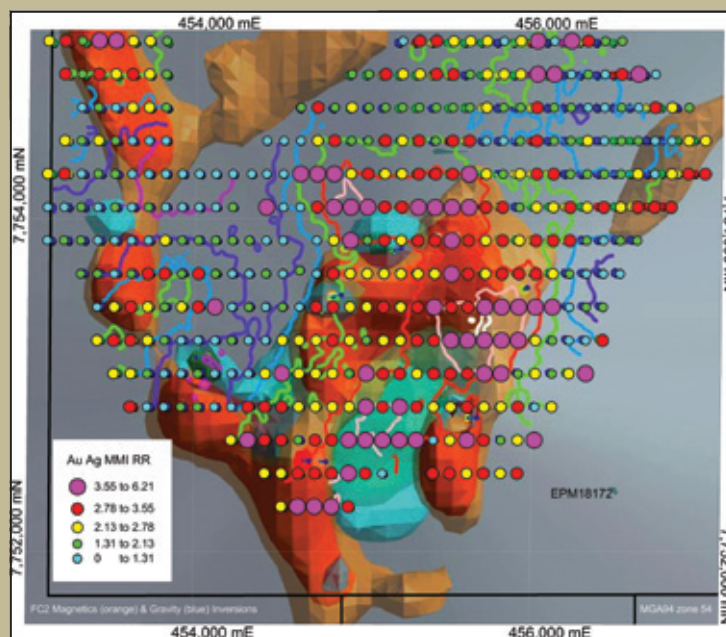 454,000 mE 456,000 mE
7,754,000 mN
7,752,000 mN
Au Ag MMI RR
3.55 to 6.21
2.78 to 3.55
2.13 to 2.78
1.31 to 2.13
0 to 1.31
EPM18172
FC2 Magnetics (orange) & Gravity (blue) Inversions MGA94 zone 54
454,000 mE 456,000 mE